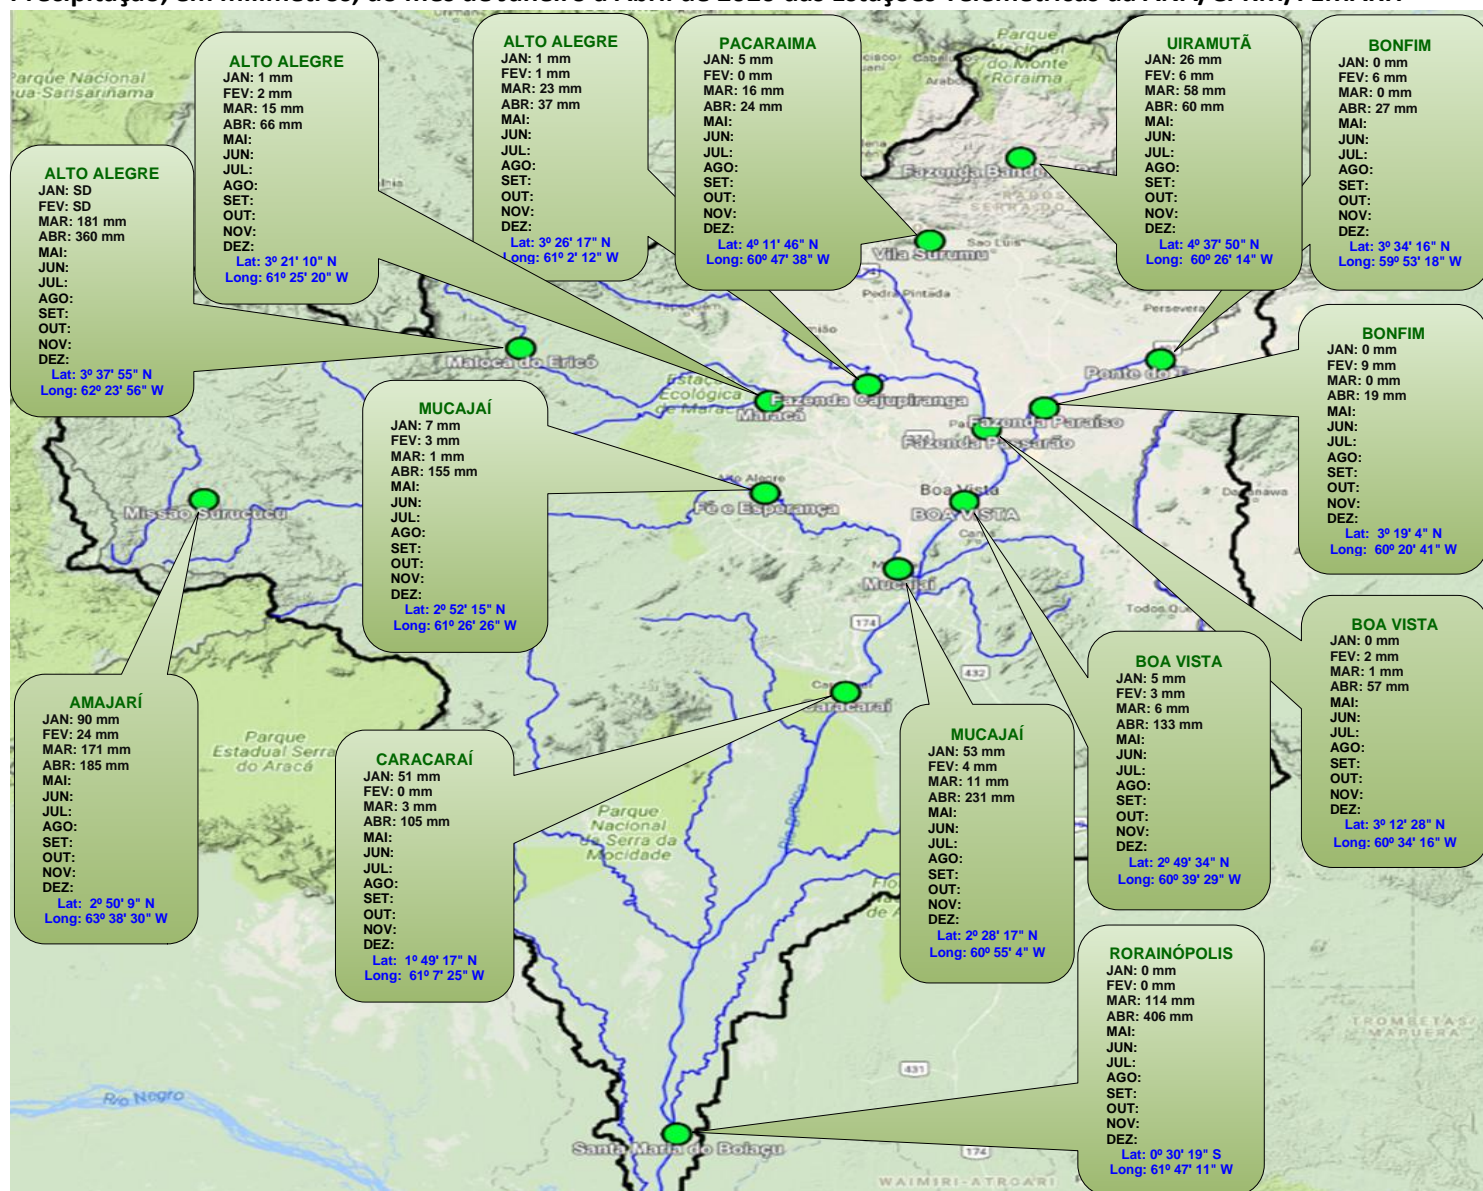 ALTO ALEGRE
JAN: SD
FEV: SD
MAR: 181 mm
ABR: 360 mm
MAI:
JUN:
JUL:
AGO:
SET:
OUT:
NOV:
DEZ:
Lat: 3º 37' 55" N
Long: 62º 23' 56" W
ALTO ALEGRE
JAN: 1 mm
FEV: 2 mm
MAR: 15 mm
ABR: 66 mm
MAI:
JUN:
JUL:
AGO:
SET:
OUT:
NOV:
DEZ:
Lat: 3º 21' 10" N
Long: 61º 25' 20" W
ALTO ALEGRE
JAN: 1 mm
FEV: 1 mm
MAR: 23 mm
ABR: 37 mm
MAI:
JUN:
JUL:
AGO:
SET:
OUT:
NOV:
DEZ:
Lat: 3º 26' 17" N
Long: 61º 2' 12" W
PACARAIMA
JAN: 5 mm
FEV: 0 mm
MAR: 16 mm
ABR: 24 mm
MAI:
JUN:
JUL:
AGO:
SET:
OUT:
NOV:
DEZ:
Lat: 4º 11' 46" N
Long: 60º 47' 38" W
UIRAMUTÃ
JAN: 26 mm
FEV: 6 mm
MAR: 58 mm
ABR: 60 mm
MAI:
JUN:
JUL:
AGO:
SET:
OUT:
NOV:
DEZ:
Lat: 4º 37' 50" N
Long: 60º 26' 14" W
BONFIM
JAN: 0 mm
FEV: 6 mm
MAR: 0 mm
ABR: 27 mm
MAI:
JUN:
JUL:
AGO:
SET:
OUT:
NOV:
DEZ:
Lat: 3º 34' 16" N
Long: 59º 53' 18" W
BONFIM
JAN: 0 mm
FEV: 9 mm
MAR: 0 mm
ABR: 19 mm
MAI:
JUN:
JUL:
AGO:
SET:
OUT:
NOV:
DEZ:
Lat: 3º 19' 4" N
Long: 60º 20' 41" W
MUCAJAÍ
JAN: 7 mm
FEV: 3 mm
MAR: 1 mm
ABR: 155 mm
MAI:
JUN:
JUL:
AGO:
SET:
OUT:
NOV:
DEZ:
Lat: 2º 52' 15" N
Long: 61º 26' 26" W
AMAJARÍ
JAN: 90 mm
FEV: 24 mm
MAR: 171 mm
ABR: 185 mm
MAI:
JUN:
JUL:
AGO:
SET:
OUT:
NOV:
DEZ:
Lat: 2º 50' 9" N
Long: 63º 38' 30" W
CARACARAÍ
JAN: 51 mm
FEV: 0 mm
MAR: 3 mm
ABR: 105 mm
MAI:
JUN:
JUL:
AGO:
SET:
OUT:
NOV:
DEZ:
Lat: 1º 49' 17" N
Long: 61º 7' 25" W
MUCAJAÍ
JAN: 53 mm
FEV: 4 mm
MAR: 11 mm
ABR: 231 mm
MAI:
JUN:
JUL:
AGO:
SET:
OUT:
NOV:
DEZ:
Lat: 2º 28' 17" N
Long: 60º 55' 4" W
BOA VISTA
JAN: 5 mm
FEV: 3 mm
MAR: 6 mm
ABR: 133 mm
MAI:
JUN:
JUL:
AGO:
SET:
OUT:
NOV:
DEZ:
Lat: 2º 49' 34" N
Long: 60º 39' 29" W
BOA VISTA
JAN: 0 mm
FEV: 2 mm
MAR: 1 mm
ABR: 57 mm
MAI:
JUN:
JUL:
AGO:
SET:
OUT:
NOV:
DEZ:
Lat: 3º 12' 28" N
Long: 60º 34' 16" W
RORAINÓPOLIS
JAN: 0 mm
FEV: 0 mm
MAR: 114 mm
ABR: 406 mm
MAI:
JUN:
JUL:
AGO:
SET:
OUT:
NOV:
DEZ:
Lat: 0º 30' 19" S
Long: 61º 47' 11" W
Parque Nacional
do Monte
Roraima
Vila Surumu
Sao Luis
Pedra Pintada
Maloca do Ericó
Maracá
Fazenda Cajupiranga
Fazenda Paraíso
Fazenda Passarão
Missão Surucucu
Fé e Esperança
Boa Vista
BOA VISTA
Mucajaí
174
432
Caracaraí
Parque
Estadual Serra
do Aracá
Parque
Nacional
da Serra da
Mocidade
Rio Branco
Rio Negro
431
174
Santa Maria do Boiaçu
WAIMIRI-ATROARI
TROMBETAS/
MAPUERA